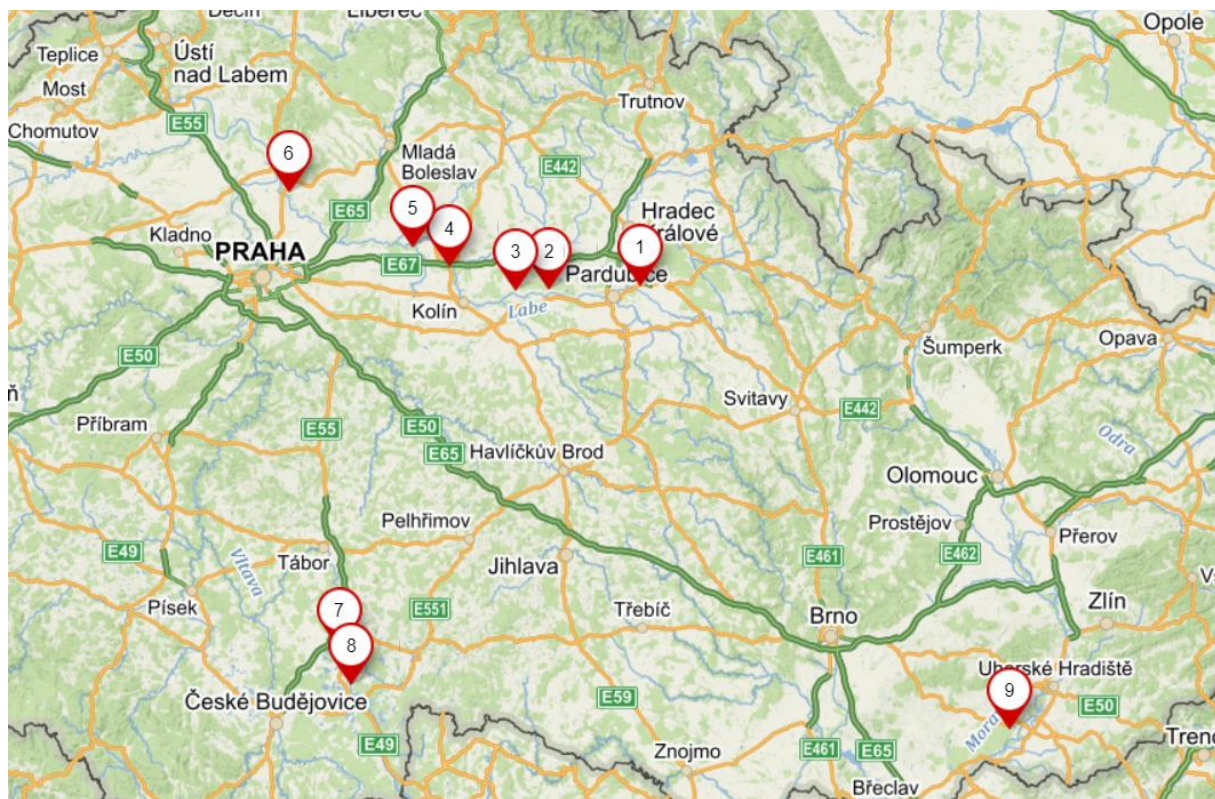 Děčín
Liberec
Opole
Teplice
Ústí
nad Labem
Most
Trutnov
Chomutov
E55
6
Mladá
Boleslav
E442
5
E65
4
Hradec
Králové
Kladno
PRAHA
3
2
1
E67
Pardubice
Kolín
Labe
Šumperk
Opava
E50
Svitavy
E442
Příbram
E55
E50
E65
Havlíčkův Brod
Odra
Olomouc
Pelhřimov
Prostějov
E49
Vltava
Tábor
Jihlava
E461
E462
Přerov
Písek
7
E551
Třebíč
Brno
Zlín
8
Uherské Hradiště
České Budějovice
E59
9
E50
E49
Morava
Znojmo
E461
E65
Břeclav